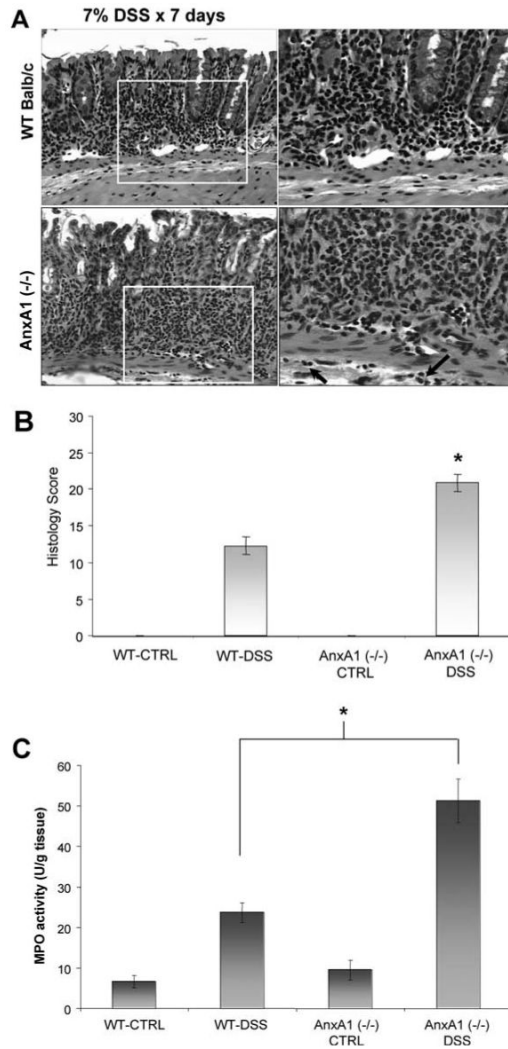 A
7% DSS x 7 days
WT Balb/c
AnxA1 (-/-)
B
Histology Score
30
25
20
15
10
5
0
*
WT-CTRL
WT-DSS
AnxA1 (-/-)
CTRL
AnxA1 (-/-)
DSS
C
*
MPO activity (U/g tissue)
60
50
40
30
20
10
0
WT-CTRL
WT-DSS
AnxA1 (-/-)
CTRL
AnxA1 (-/-)
DSS